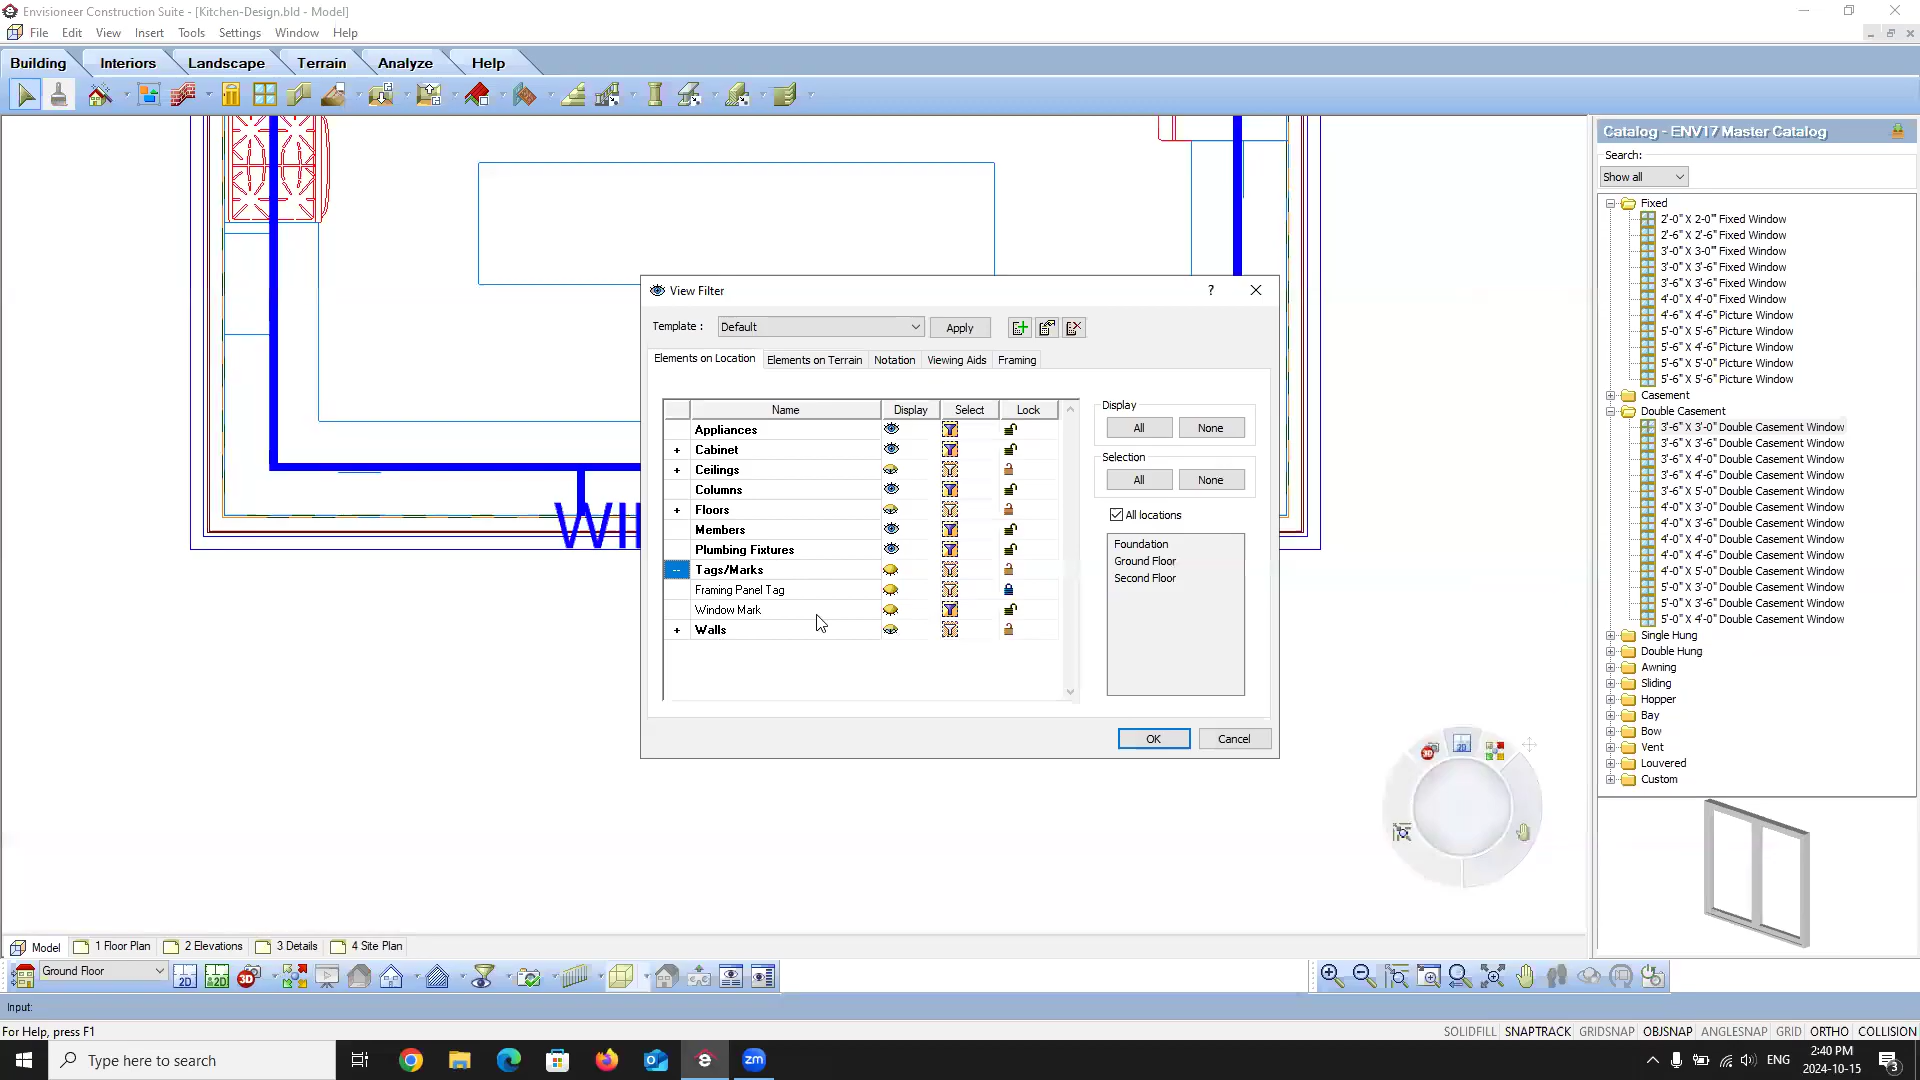 Envisioneer Construction Suite - [Kitchen-Design.bld - Model]
File Edit View Insert Tools Settings Window Help
Building Interiors Landscape Terrain Analyze Help
Catalog - ENV17 Master Catalog
Search:
Show all
Fixed
2'-0" X 2-0'" Fixed Window
2'-6" X 2'-6" Fixed Window
3'-0" X 3-0'" Fixed Window
3'-0" X 3'-6" Fixed Window
3'-6" X 3'-6" Fixed Window
4'-0" X 4'-0" Fixed Window
4'-6" X 4'-6" Picture Window
5'-0" X 5'-6" Picture Window
5'-6" X 4'-6" Picture Window
5'-6" X 5'-0" Picture Window
5'-6" X 5'-6" Picture Window
Casement
Double Casement
3'-6" X 3'-0" Double Casement Window
3'-6" X 3'-6" Double Casement Window
3'-6" X 4'-0" Double Casement Window
3'-6" X 4'-6" Double Casement Window
3'-6" X 5'-0" Double Casement Window
4'-0" X 3'-0" Double Casement Window
4'-0" X 3'-6" Double Casement Window
4'-0" X 4'-0" Double Casement Window
4'-0" X 4'-6" Double Casement Window
4'-0" X 5'-0" Double Casement Window
5'-0" X 3'-0" Double Casement Window
5'-0" X 3'-6" Double Casement Window
5'-0" X 4'-0" Double Casement Window
Single Hung
Double Hung
Awning
Sliding
Hopper
Bay
Bow
Vent
Louvered
Custom
WI
View Filter
Template : Default Apply
Elements on Location Elements on Terrain Notation Viewing Aids Framing
Name Display Select Lock
Appliances
Cabinet
Ceilings
Columns
Floors
Members
Plumbing Fixtures
Tags/Marks
Framing Panel Tag
Window Mark
Walls
Display
All None
Selection
All None
All locations
Foundation
Ground Floor
Second Floor
OK Cancel
3D 2D
Model 1 Floor Plan 2 Elevations 3 Details 4 Site Plan
Ground Floor 2D 2D 3D
Input:
For Help, press F1
SOLIDFILL SNAPTRACK GRIDSNAP OBJSNAP ANGLESNAP GRID ORTHO COLLISION
Type here to search
zm
ENG
2:40 PM
2024-10-15
3